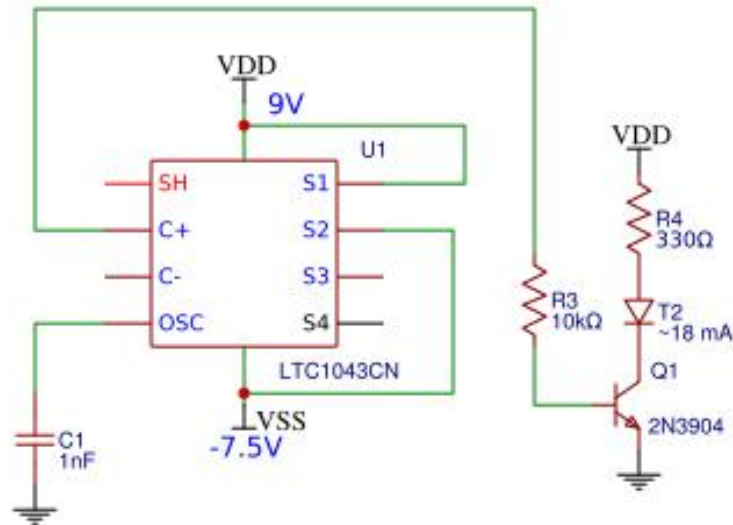 VDD
9V
U1
SH
S1
C+
S2
C-
S3
OSC
S4
LTC1043CN
VSS
-7.5V
C1
1nF
R3
10kΩ
VDD
R4
330Ω
T2
~18 mA
Q1
2N3904